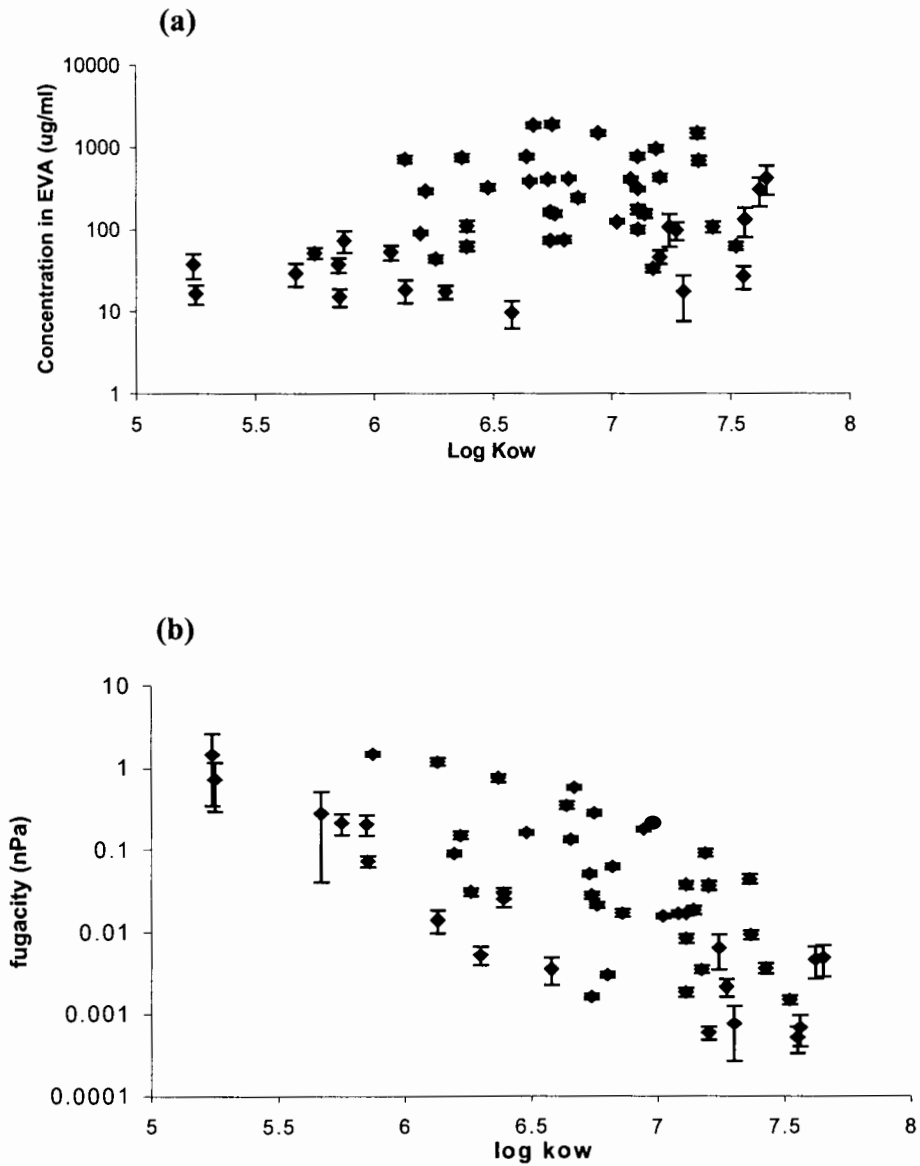 (a)
Concentration in EVA (ug/ml)
10000
1000
100
10
1
5 5.5 6 6.5 7 7.5 8
Log Kow
(b)
fugacity (nPa)
10
1
0.1
0.01
0.001
0.0001
5 5.5 6 6.5 7 7.5 8
log kow